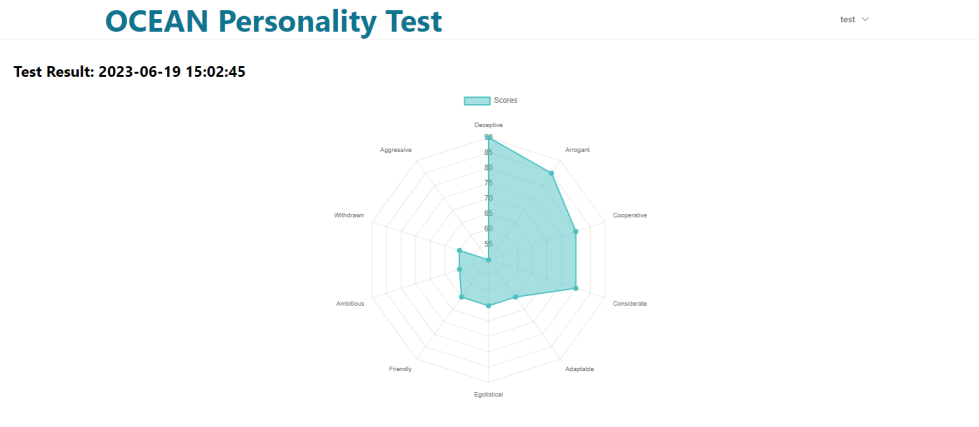 OCEAN Personality Test
test
Test Result: 2023-06-19 15:02:45
Scores
Deceptive
Aggressive
Arrogant
90
85
80
75
70
65
60
55
Withdrawn
Cooperative
Ambitious
Considerate
Friendly
Adaptable
Egotistical